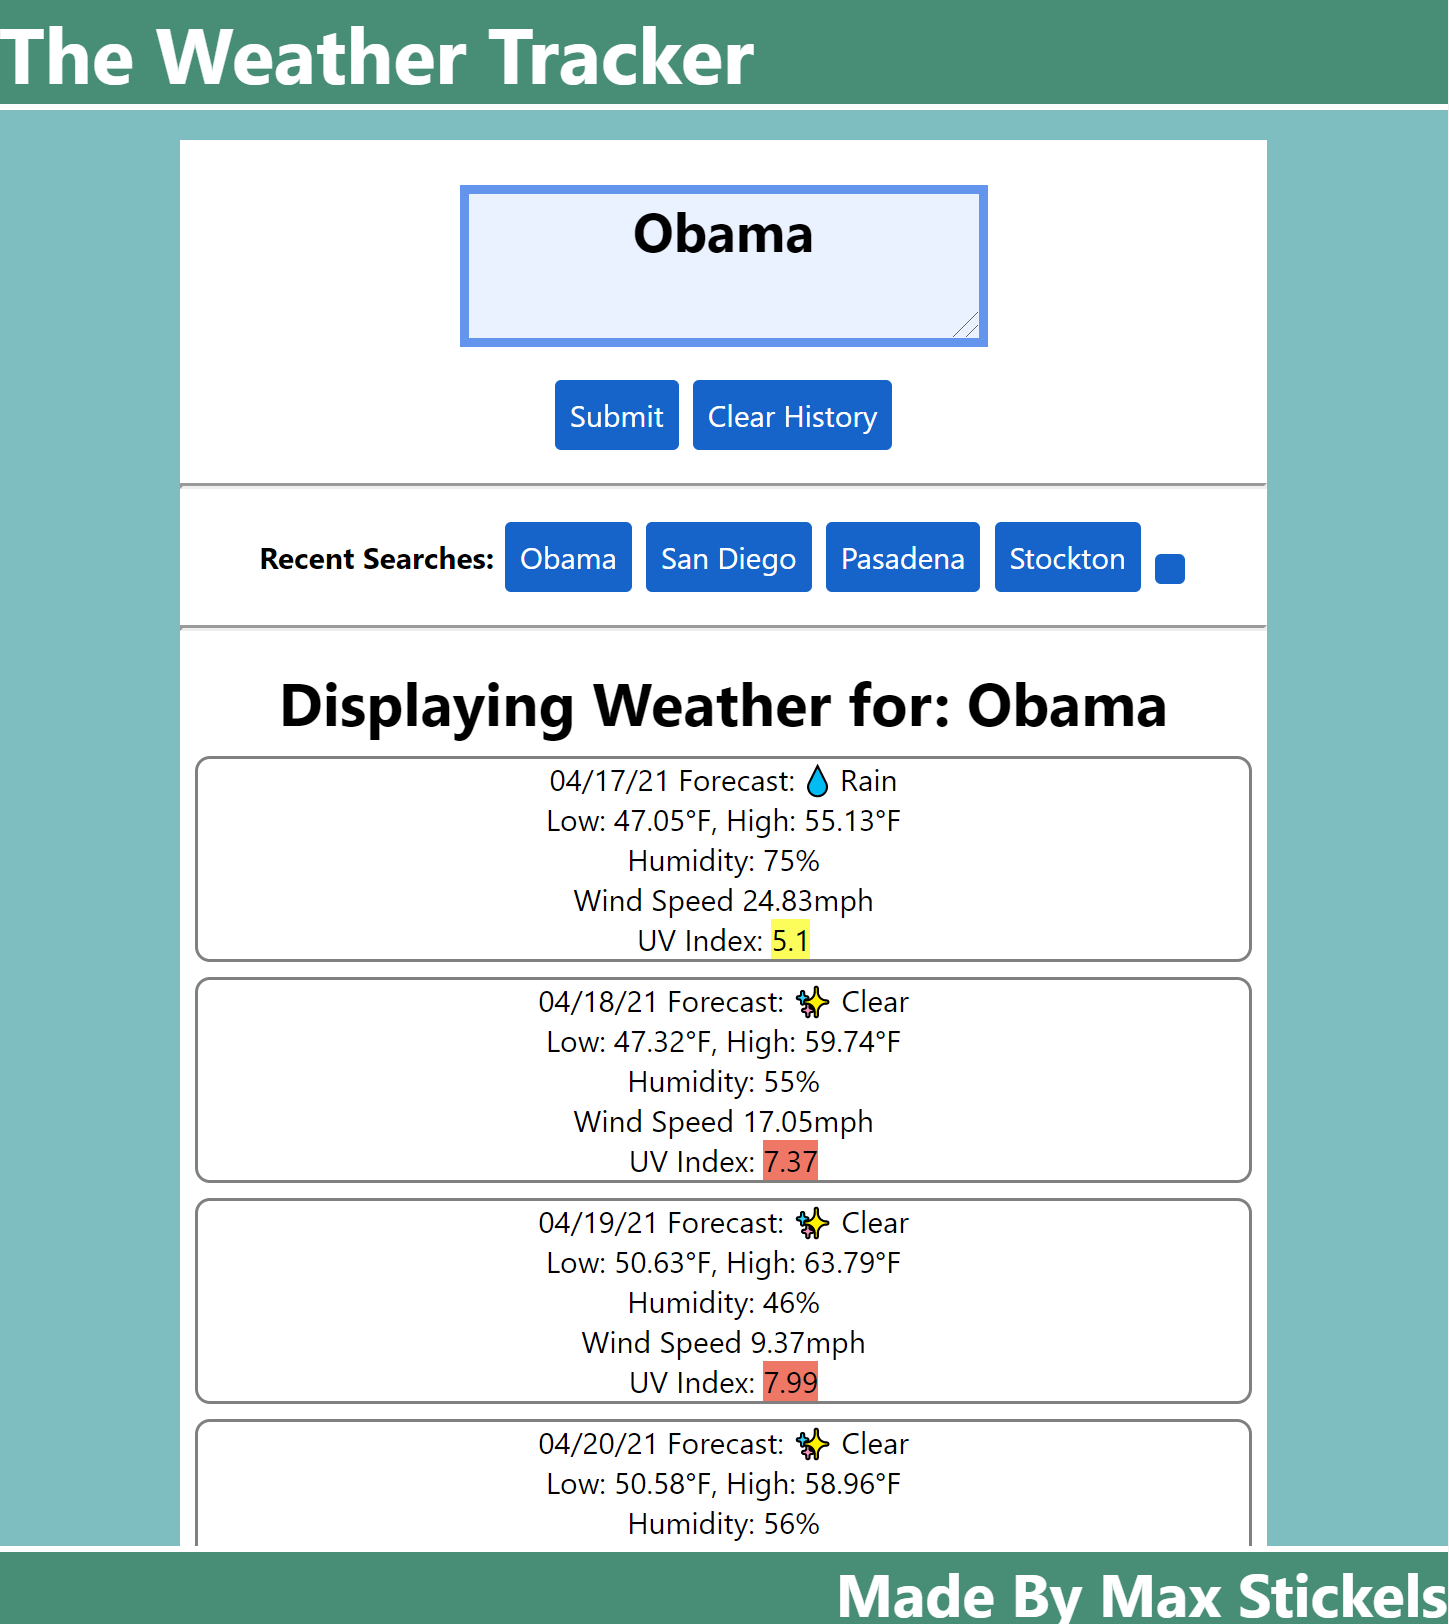 The Weather Tracker
Obama
Submit Clear History
Recent Searches: Obama San Diego Pasadena Stockton
Displaying Weather for: Obama
04/17/21 Forecast: 💧 Rain
Low: 47.05°F, High: 55.13°F
Humidity: 75%
Wind Speed 24.83mph
UV Index: 5.1
04/18/21 Forecast: ✨ Clear
Low: 47.32°F, High: 59.74°F
Humidity: 55%
Wind Speed 17.05mph
UV Index: 7.37
04/19/21 Forecast: ✨ Clear
Low: 50.63°F, High: 63.79°F
Humidity: 46%
Wind Speed 9.37mph
UV Index: 7.99
04/20/21 Forecast: ✨ Clear
Low: 50.58°F, High: 58.96°F
Humidity: 56%
Made By Max Stickels